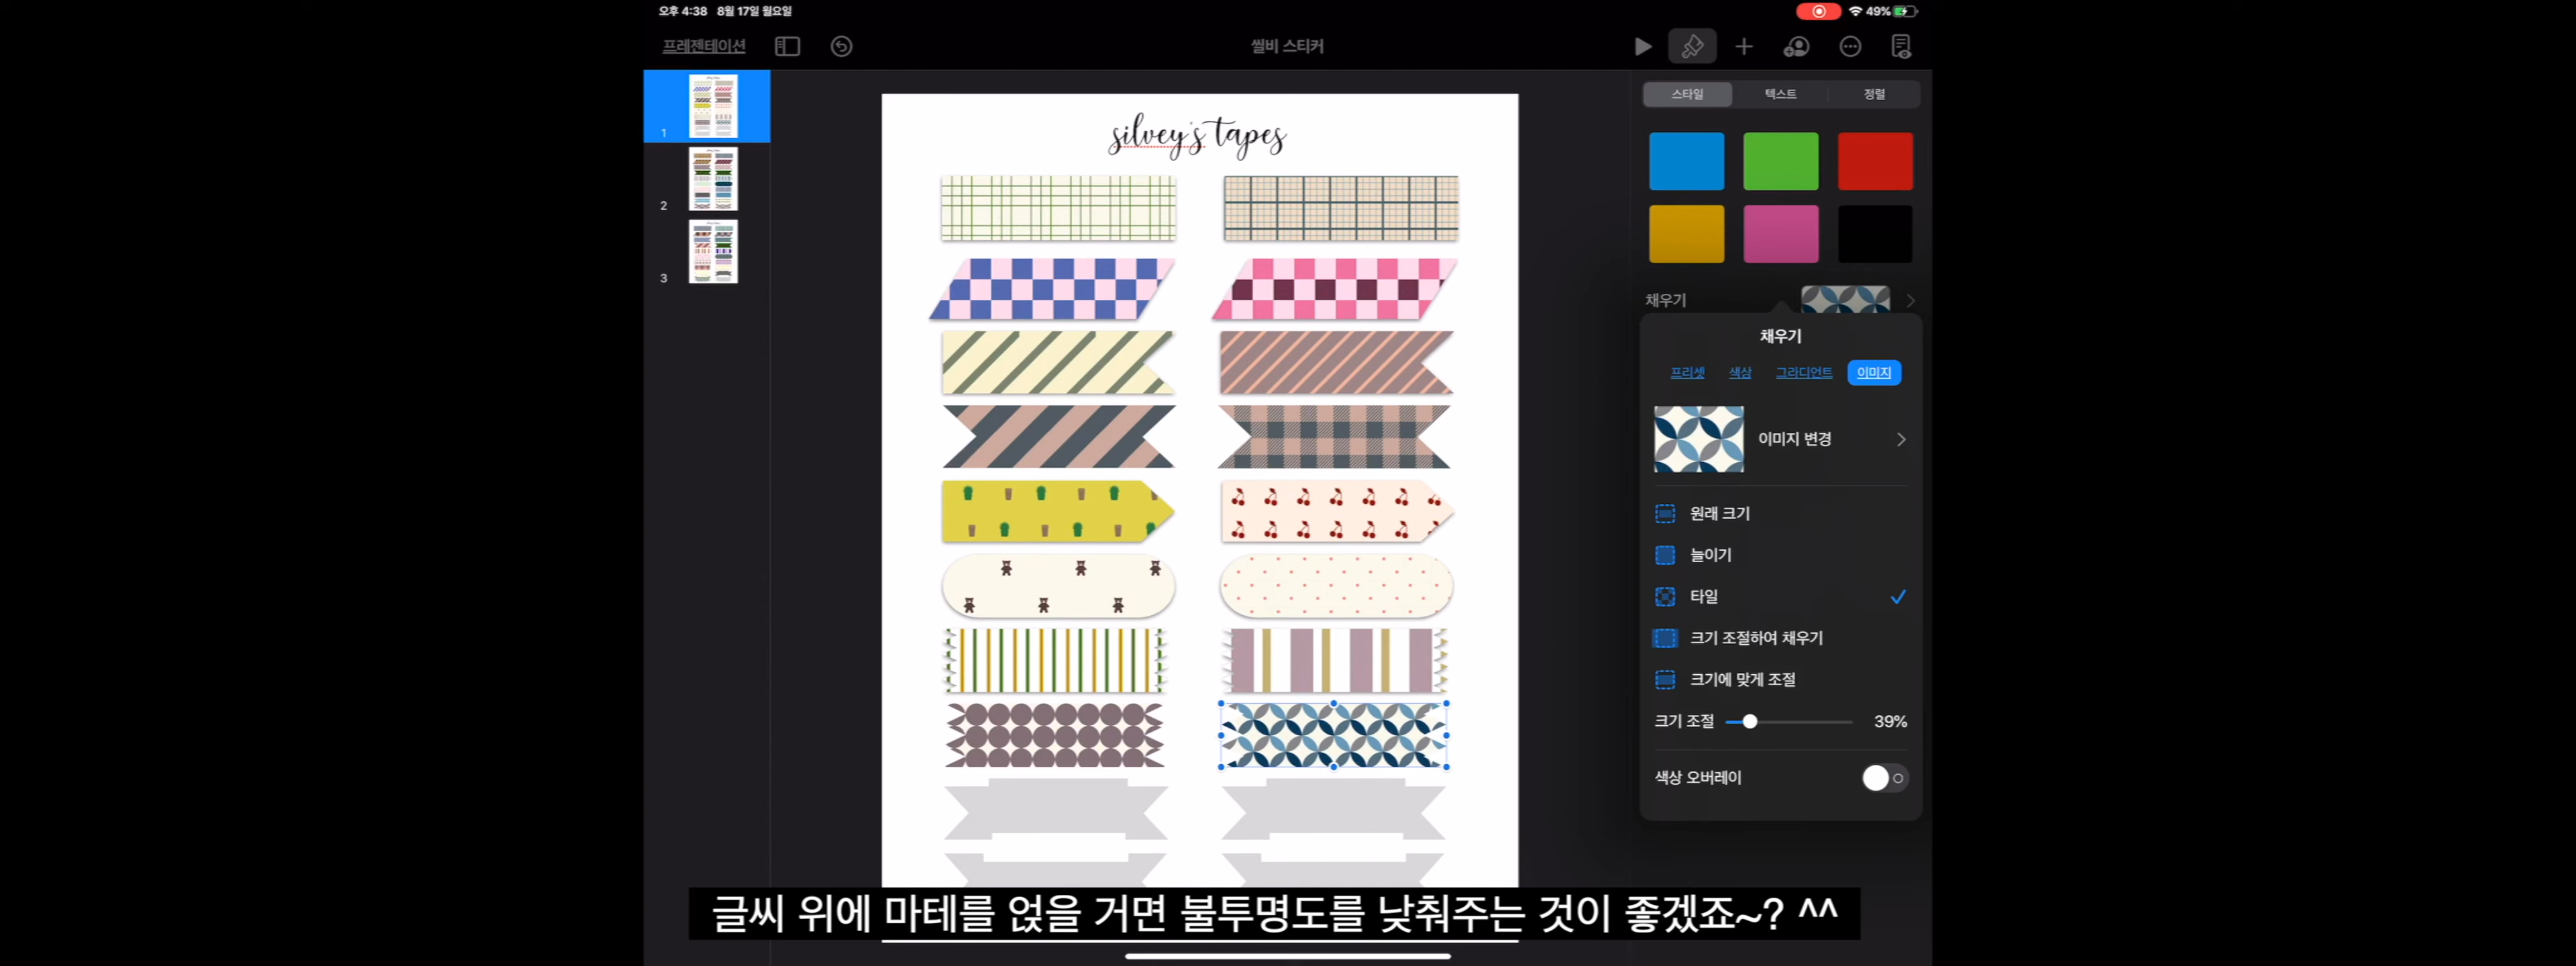 오후 4:38 8월 17일 월요일
49%
프레젠테이션
씰비 스티커
1
2
3
silvey's tapes
스타일
텍스트
정렬
채우기
채우기
프리셋
색상
그라디언트
이미지
이미지 변경
원래 크기
늘이기
타일
크기 조절하여 채우기
크기에 맞게 조절
크기 조절
39%
색상 오버레이
글씨 위에 마테를 얹을 거면 불투명도를 낮춰주는 것이 좋겠죠~? ^^